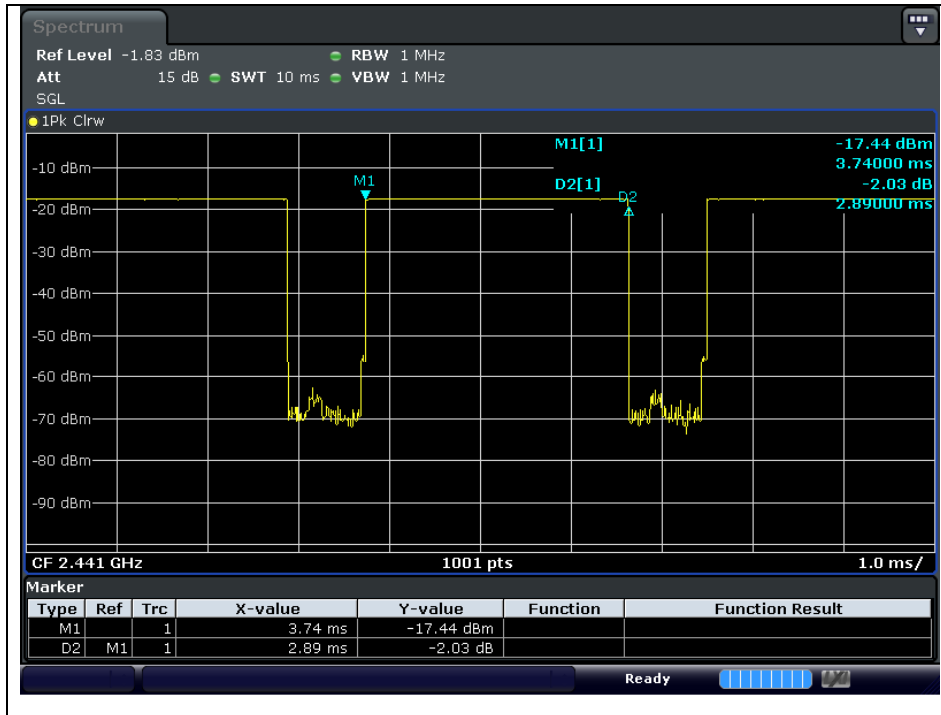 Spectrum
Ref Level -1.83 dBm RBW 1 MHz
Att 15 dB SWT 10 ms VBW 1 MHz
SGL
1Pk Clrw
M1[1] -17.44 dBm
3.74000 ms
D2[1] -2.03 dB
2.89000 ms
M1
D2
-10 dBm
-20 dBm
-30 dBm
-40 dBm
-50 dBm
-60 dBm
-70 dBm
-80 dBm
-90 dBm
CF 2.441 GHz 1001 pts 1.0 ms/
Marker
Type Ref Trc X-value Y-value Function Function Result
M1 1 3.74 ms -17.44 dBm
D2 M1 1 2.89 ms -2.03 dB
Ready